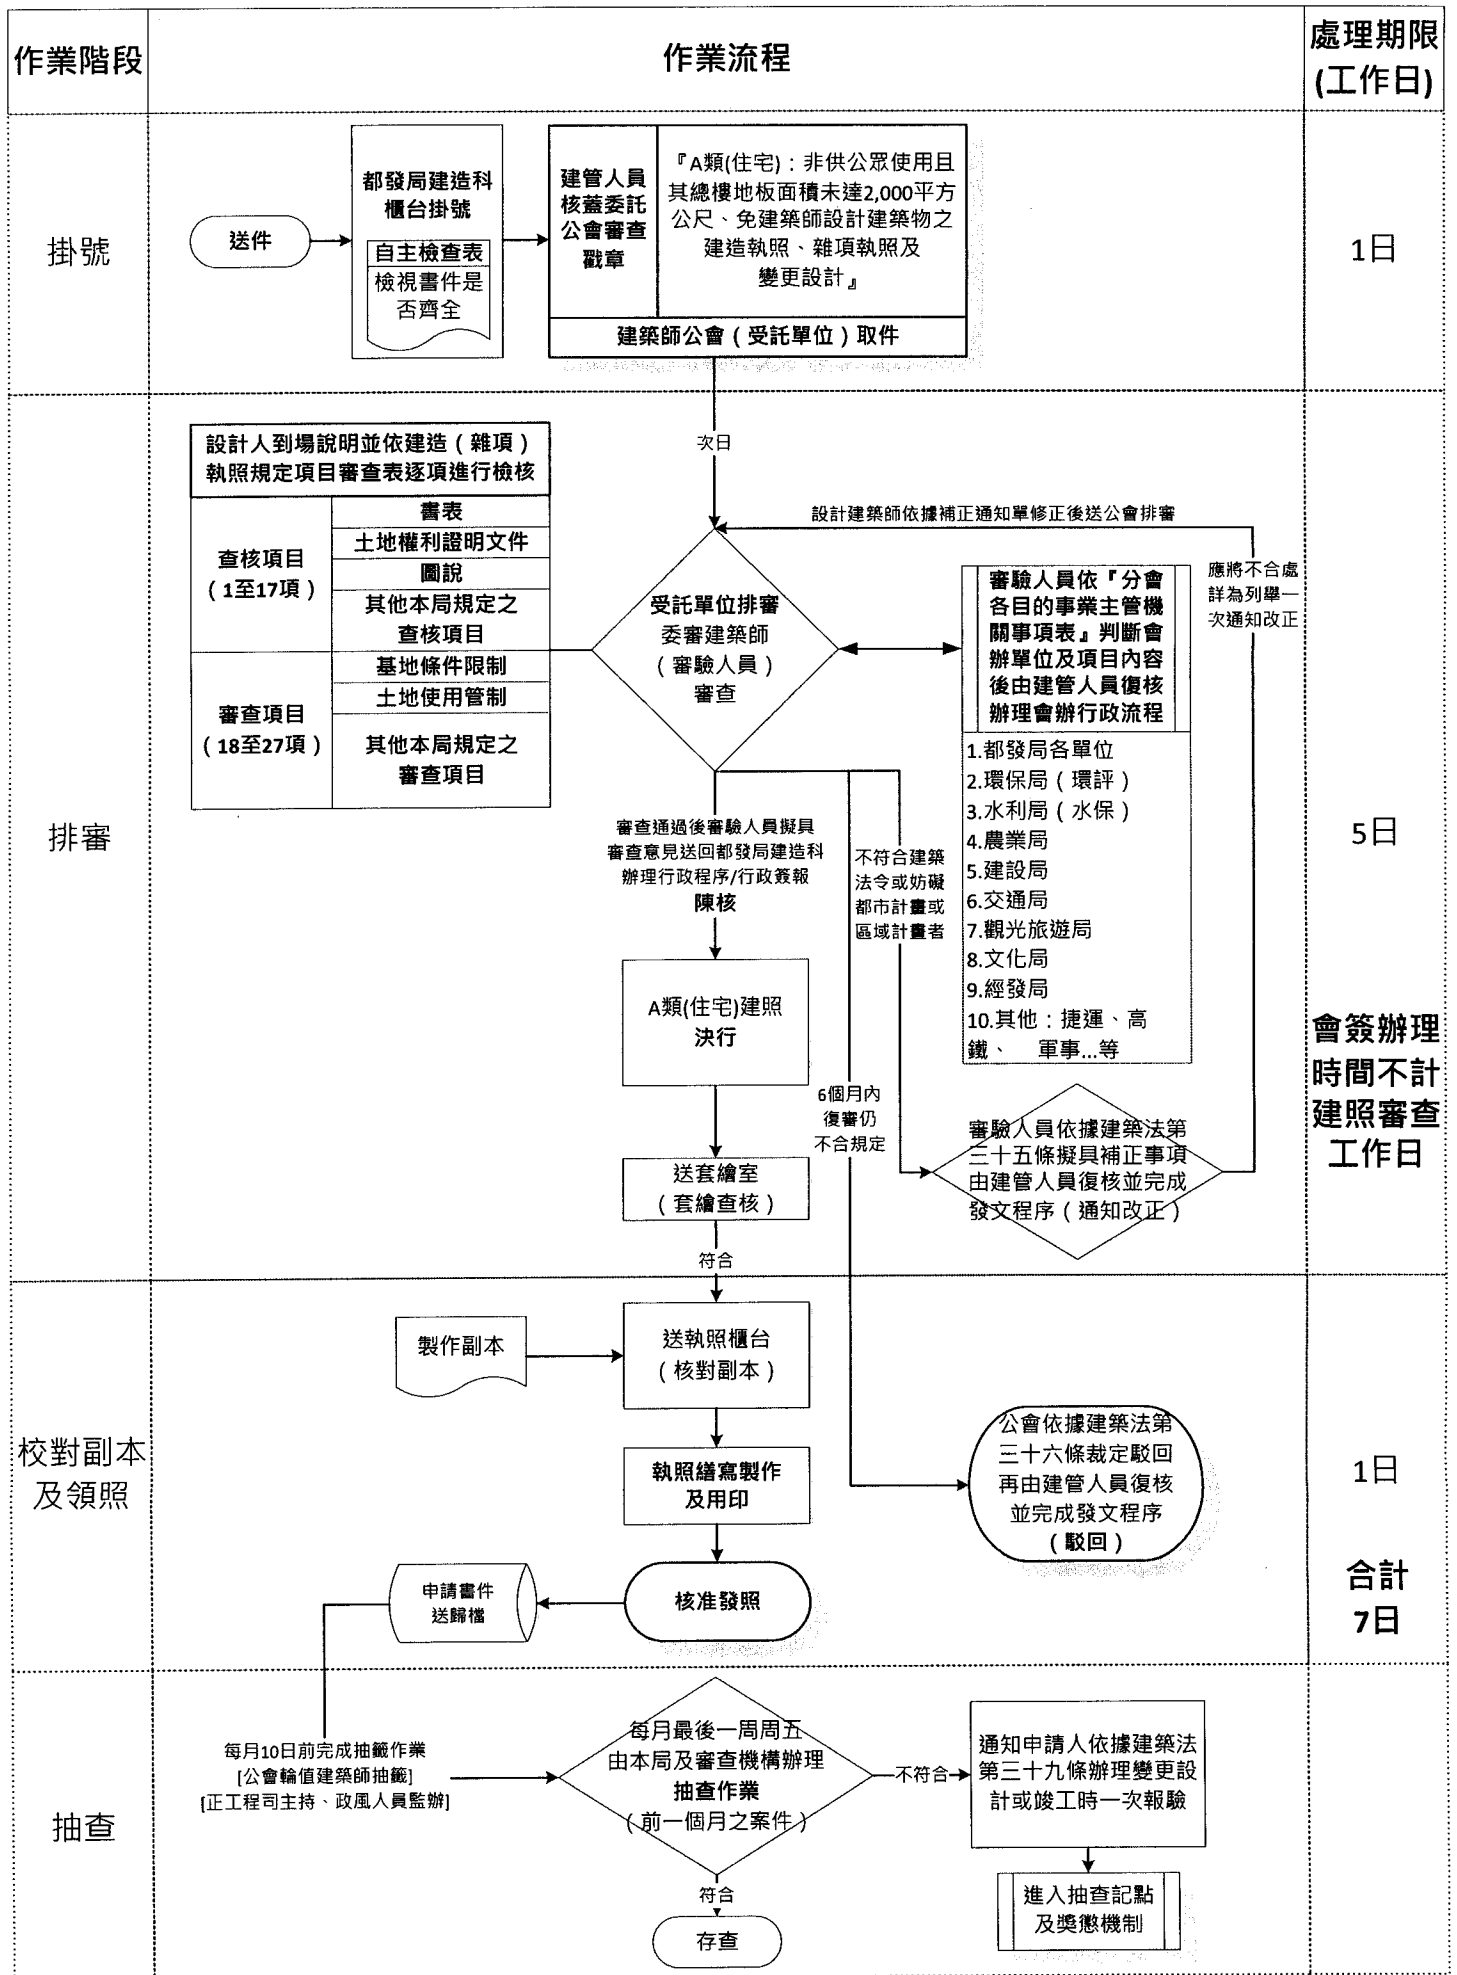 作業階段
作業流程
處理期限
(工作日)
掛號
送件
都發局建造科
櫃台掛號
自主檢查表
檢視書件是
否齊全
建管人員
核蓋委託
公會審查
戳章
『A類(住宅)：非供公眾使用且
其總樓地板面積未達2,000平方
公尺、免建築師設計建築物之
建造執照、雜項執照及
變更設計』
建築師公會（受託單位）取件
1日
排審
設計人到場說明並依建造（雜項）
執照規定項目審查表逐項進行檢核
查核項目
（1至17項）
書表
土地權利證明文件
圖說
其他本局規定之
查核項目
審查項目
（18至27項）
基地條件限制
土地使用管制
其他本局規定之
審查項目
次日
設計建築師依據補正通知單修正後送公會排審
受託單位排審
委審建築師
（審驗人員）
審查
審驗人員依『分會
各目的事業主管機
關事項表』判斷會
辦單位及項目內容
後由建管人員復核
辦理會辦行政流程
1.都發局各單位
2.環保局（環評）
3.水利局（水保）
4.農業局
5.建設局
6.交通局
7.觀光旅遊局
8.文化局
9.經發局
10.其他：捷運、高
鐵、 軍事...等
應將不合處
詳為列舉一
次通知改正
審查通過後審驗人員擬具
審查意見送回都發局建造科
辦理行政程序/行政簽報
陳核
不符合建築
法令或妨礙
都市計畫或
區域計畫者
A類(住宅)建照
決行
6個月內
復審仍
不合規定
審驗人員依據建築法第
三十五條擬具補正事項
由建管人員復核並完成
發文程序（通知改正）
送套繪室
（套繪查核）
符合
5日
會簽辦理
時間不計
建照審查
工作日
校對副本
及領照
製作副本
送執照櫃台
（核對副本）
執照繕寫製作
及用印
核准發照
申請書件
送歸檔
公會依據建築法第
三十六條裁定駁回
再由建管人員復核
並完成發文程序
（駁回）
1日
合計
7日
抽查
每月10日前完成抽籤作業
[公會輪值建築師抽籤]
[正工程司主持、政風人員監辦]
每月最後一周周五
由本局及審查機構辦理
抽查作業
（前一個月之案件）
不符合
通知申請人依據建築法
第三十九條辦理變更設
計或竣工時一次報驗
進入抽查記點
及獎懲機制
符合
存查